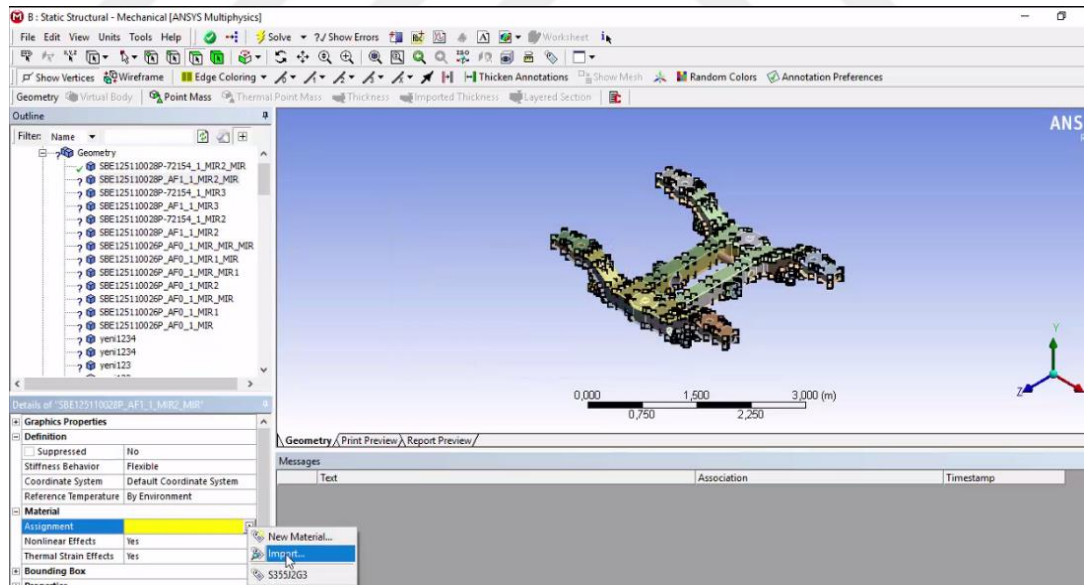 B : Static Structural - Mechanical [ANSYS Multiphysics]
File Edit View Units Tools Help Solve ?/ Show Errors Worksheet
Show Vertices Wireframe Edge Coloring Thicken Annotations Show Mesh Random Colors Annotation Preferences
Geometry Virtual Body Point Mass Thermal Point Mass Thickness Imported Thickness Layered Section
Outline
Filter: Name
Geometry
SBE125110028P-72154_1_MIR2_MIR
SBE125110028P_AF1_1_MIR2_MIR
SBE125110028P-72154_1_MIR3
SBE125110028P_AF1_1_MIR3
SBE125110028P-72154_1_MIR2
SBE125110028P_AF1_1_MIR2
SBE125110026P_AF0_1_MIR_MIR_MIR
SBE125110026P_AF0_1_MIR1_MIR
SBE125110026P_AF0_1_MIR_MIR1
SBE125110026P_AF0_1_MIR2
SBE125110026P_AF0_1_MIR_MIR
SBE125110026P_AF0_1_MIR1
SBE125110026P_AF0_1_MIR
yeni1234
yeni1234
yeni123
Details of "SBE125110028P_AF1_1_MIR2_MIR"
Graphics Properties
Definition
Suppressed No
Stiffness Behavior Flexible
Coordinate System Default Coordinate System
Reference Temperature By Environment
Material
Assignment
Nonlinear Effects Yes
Thermal Strain Effects Yes
Bounding Box
Properties
New Material...
Import...
S355J2G3
ANS
0,000 1,500 3,000 (m)
0,750 2,250
Y
Z
Geometry Print Preview Report Preview
Messages
Text Association Timestamp